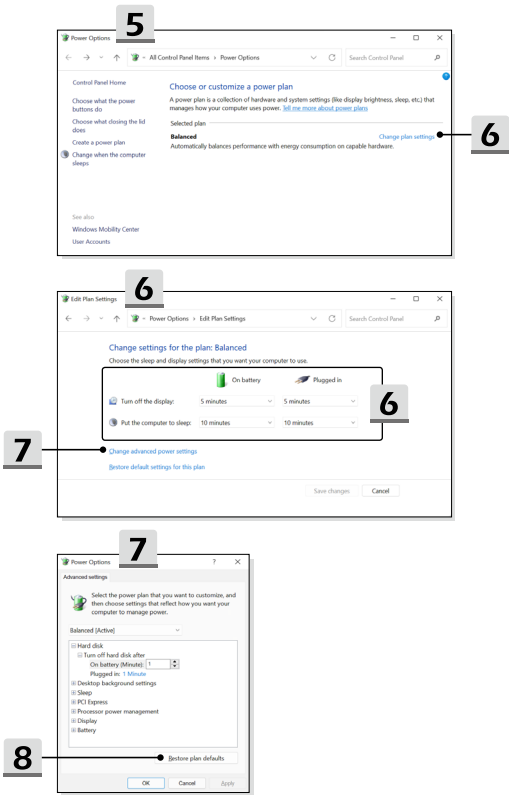 5
Power Options
All Control Panel Items › Power Options
Search Control Panel
Control Panel Home
Choose what the power
buttons do
Choose what closing the lid
does
Create a power plan
Change when the computer
sleeps
See also
Windows Mobility Center
User Accounts
Choose or customize a power plan
A power plan is a collection of hardware and system settings (like display brightness, sleep, etc.) that
manages how your computer uses power. Tell me more about power plans
Selected plan
Balanced
Change plan settings
Automatically balances performance with energy consumption on capable hardware.
6
6
Edit Plan Settings
Power Options › Edit Plan Settings
Search Control Panel
Change settings for the plan: Balanced
Choose the sleep and display settings that you want your computer to use.
On battery
Plugged in
Turn off the display:
5 minutes
5 minutes
Put the computer to sleep:
10 minutes
10 minutes
6
7
Change advanced power settings
Restore default settings for this plan
Save changes
Cancel
7
Power Options
?
Advanced settings
Select the power plan that you want to customize, and
then choose settings that reflect how you want your
computer to manage power.
Balanced [Active]
Hard disk
Turn off hard disk after
On battery (Minute): 1
Plugged in: 1 Minute
Desktop background settings
Sleep
PCI Express
Processor power management
Display
Battery
8
Restore plan defaults
OK
Cancel
Apply